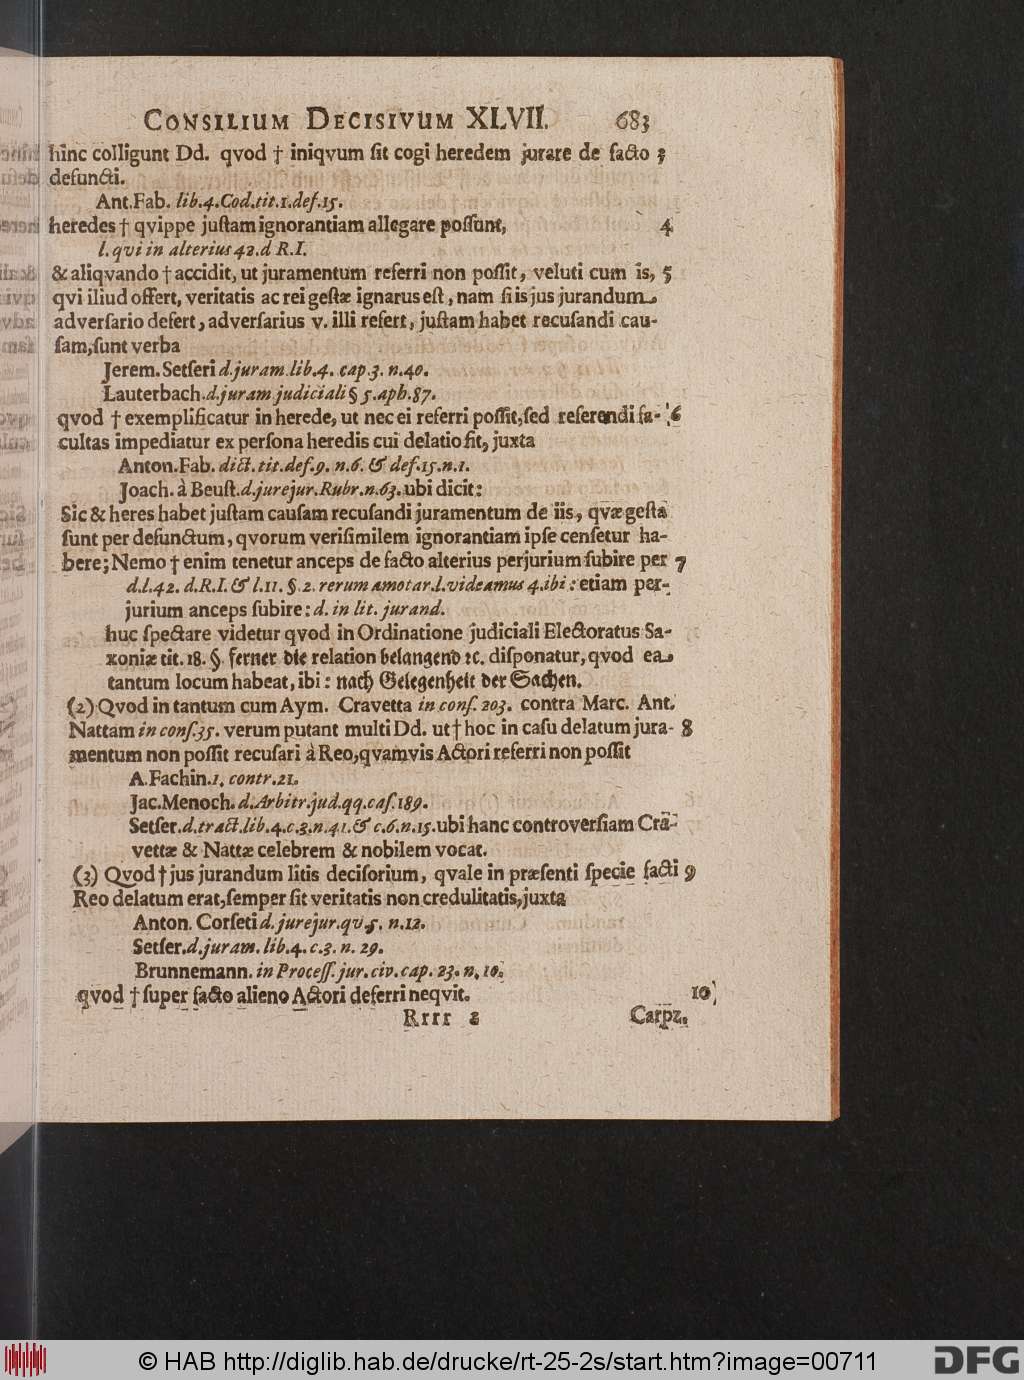 CONSILIUM DECISIVUM XLVII. 683
hinc colligunt Dd. qvod † iniqvum ſit cogi heredem jurare de facto 3
defuncti.
Ant.Fab. lib.4.Cod.tit.1.def.15.
heredes † qvippe juſtam ignorantiam allegare poſſunt, 4
l. qvi in alterius 42. d R. I.
& aliqvando † accidit, ut juramentum referri non poſſit, veluti cum is, 5
qvi illud offert, veritatis ac rei geſtæ ignarus eſt, nam ſi is jus jurandum
adverſario defert, adverſarius v. illi refert, juſtam habet recuſandi cau-
ſam; ſunt verba
Jerem. Setſeri d. juram. lib. 4. cap. 3. n. 40.
Lauterbach. d. juram judiciali § 5. aph. 87.
qvod † exemplificatur in herede, ut nec ei referri poſſit, ſed referendi fa- 6
cultas impediatur ex perſona heredis cui delatio fit, juxta
Anton. Fab. dict. tit. def. 9. n. 6. & def. 15. n. 1.
Joach. à Beuſt. d. jurejur. Rubr. n. 63. ubi dicit:
Sic & heres habet juſtam cauſam recuſandi juramentum de iis, qvæ geſta
ſunt per defunctum, qvorum veriſimilem ignorantiam ipſe cenſetur ha-
bere; Nemo † enim tenetur anceps de facto alterius perjurium ſubire per 7
d. l. 42. d. R. I. & l. 11. §. 2. rerum amotar. l. videamus 4. ibi: etiam per-
jurium anceps ſubire: d. in lit. jurand.
huc ſpectare videtur qvod in Ordinatione judiciali Electoratus Sa-
xoniæ tit. 18. §. ferner die relation belangend ꝛc. diſponatur, qvod ea
tantum locum habeat, ibi: nach Gelegenheit der Sachen.
(2) Qvod in tantum cum Aym. Cravetta in conſ. 203. contra Marc. Ant.
Nattam in conſ. 35. verum putant multi Dd. ut † hoc in caſu delatum jura- 8
mentum non poſſit recuſari à Reo, qvamvis Actori referri non poſſit
A. Fachin. 1. contr. 21.
Jac. Menoch. d. Arbitr. jud. qq. caſ. 189.
Setſer. d. tract. lib. 4. c. 3. n. 41. & c. 6. n. 15. ubi hanc controverſiam Cra-
vettæ & Nattæ celebrem & nobilem vocat.
(3) Qvod † jus jurandum litis deciſorium, qvale in præſenti ſpecie facti 9
Reo delatum erat, ſemper ſit veritatis non credulitatis, juxta
Anton. Corſeti d. jurejur. qv. 5. n. 12.
Setſer. d. juram. lib. 4. c. 3. n. 29.
Brunnemann. in Proceſſ. jur. civ. cap. 23. n. 10.
qvod † ſuper facto alieno Actori deferri neqvit. 10
Rrrr 2 Carpz.
© HAB http://diglib.hab.de/drucke/rt-25-2s/start.htm?image=00711
DFG